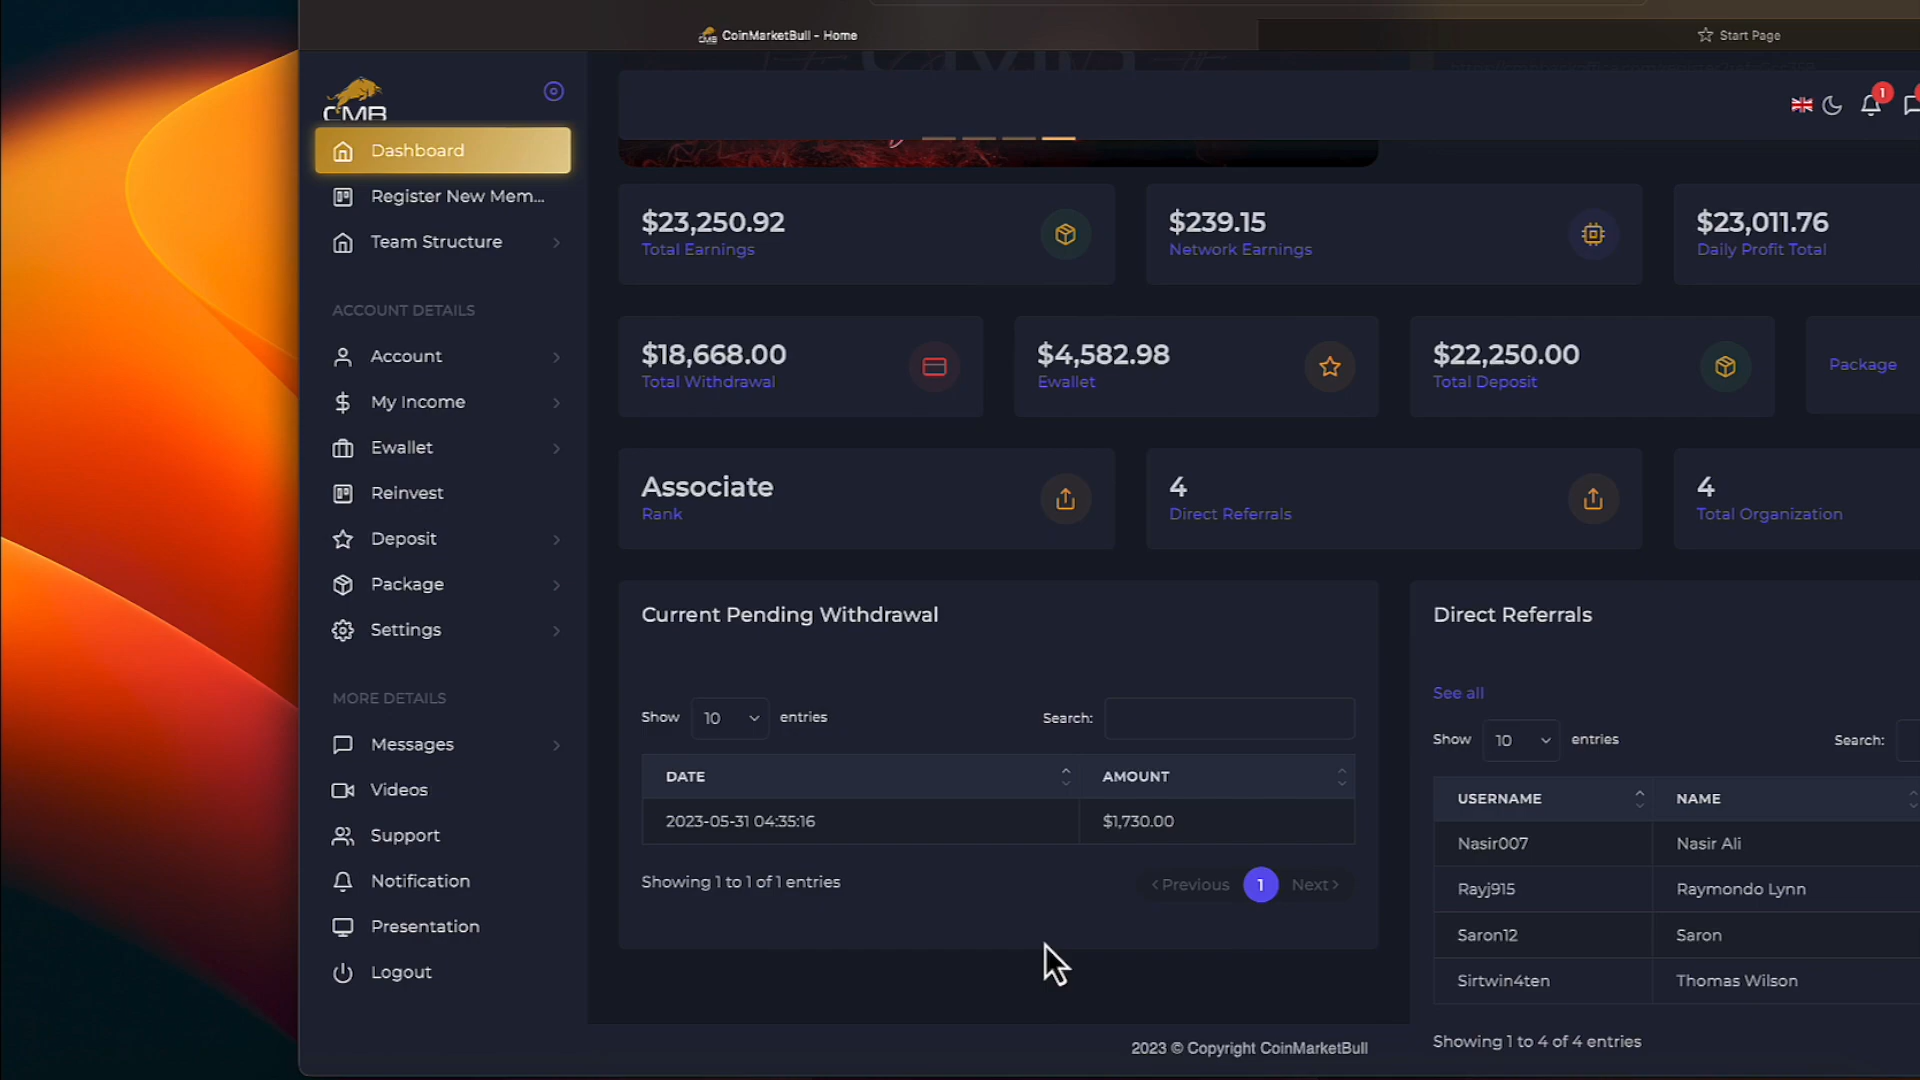 CoinMarketBull - Home
Start Page
CMB
1
Dashboard
Register New Mem...
Team Structure
ACCOUNT DETAILS
Account
My Income
Ewallet
Reinvest
Deposit
Package
Settings
MORE DETAILS
Messages
Videos
Support
Notification
Presentation
Logout
$23,250.92
Total Earnings
$239.15
Network Earnings
$23,011.76
Daily Profit Total
$18,668.00
Total Withdrawal
$4,582.98
Ewallet
$22,250.00
Total Deposit
Package
Associate
Rank
4
Direct Referrals
4
Total Organization
Current Pending Withdrawal
Show 10 entries
Search:
DATE AMOUNT
2023-05-31 04:35:16 $1,730.00
Showing 1 to 1 of 1 entries
Previous 1 Next
Direct Referrals
See all
Show 10 entries
Search:
USERNAME NAME
Nasir007 Nasir Ali
Rayj915 Raymondo Lynn
Saron12 Saron
Sirtwin4ten Thomas Wilson
Showing 1 to 4 of 4 entries
2023 © Copyright CoinMarketBull